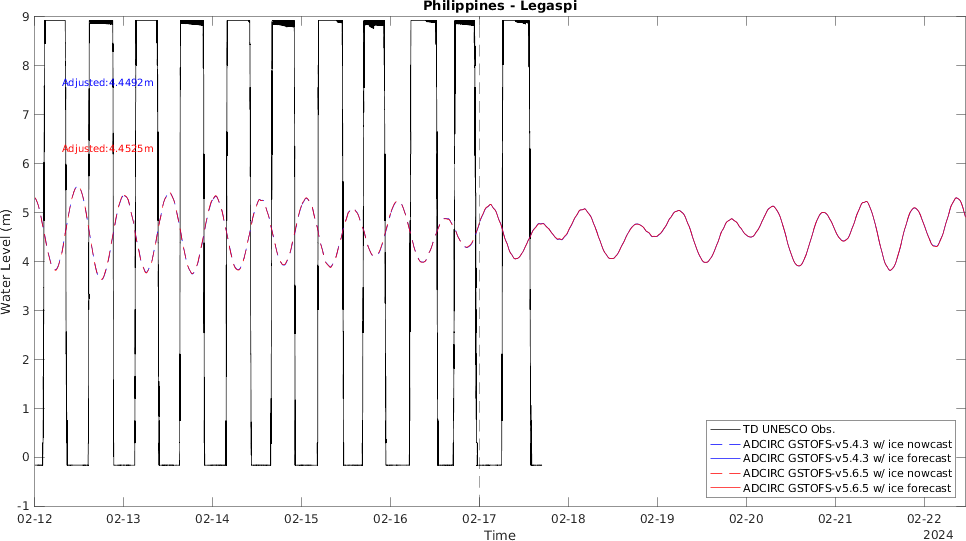 Philippines - Legaspi
9
8
7
6
5
4
3
2
1
0
-1
Water Level (m)
Adjusted:4.4492m
Adjusted:4.4525m
TD UNESCO Obs.
ADCIRC GSTOFS-v5.4.3 w/ ice nowcast
ADCIRC GSTOFS-v5.4.3 w/ ice forecast
ADCIRC GSTOFS-v5.6.5 w/ ice nowcast
ADCIRC GSTOFS-v5.6.5 w/ ice forecast
02-12 02-13 02-14 02-15 02-16 02-17 02-18 02-19 02-20 02-21 02-22
Time
2024